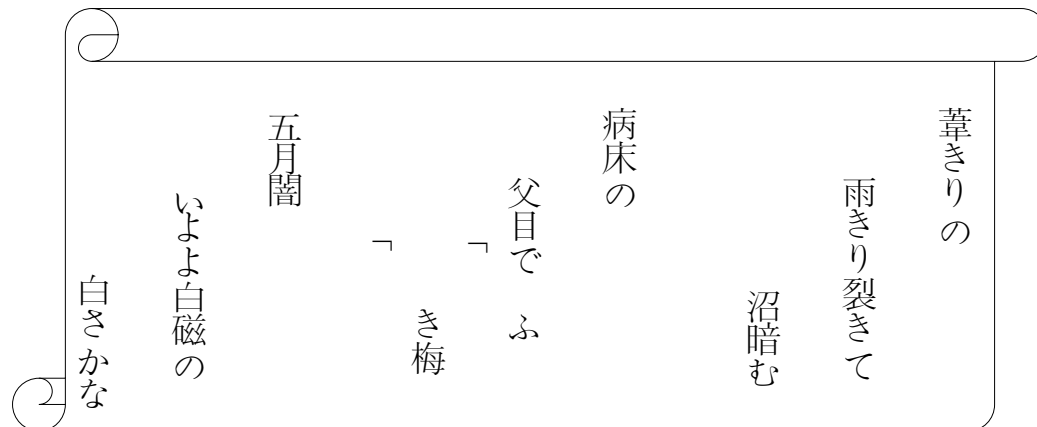 葦きりの
雨きり裂きて
沼暗む
病床の
父目で ふ
「
き梅
「
五月闇
いよよ白磁の
白さかな